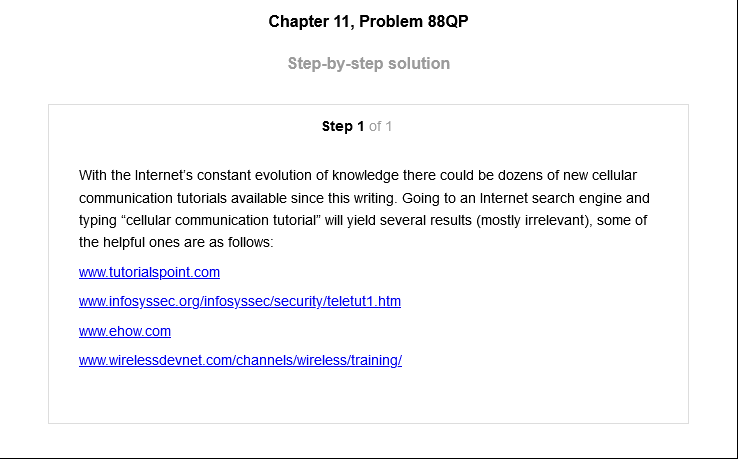 Chapter 11, Problem 88QP
Step-by-step solution
Step 1 of 1
With the Internet’s constant evolution of knowledge there could be dozens of new cellular
communication tutorials available since this writing. Going to an Internet search engine and
typing “cellular communication tutorial” will yield several results (mostly irrelevant), some of
the helpful ones are as follows:
www.tutorialspoint.com
www.infosyssec.org/infosyssec/security/teletut1.htm
www.ehow.com
www.wirelessdevnet.com/channels/wireless/training/